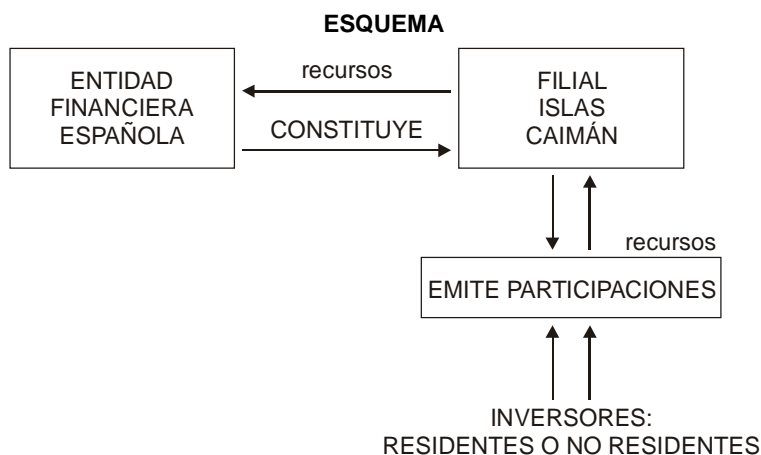 ESQUEMA
ENTIDAD
FINANCIERA
ESPAÑOLA
recursos
CONSTITUYE
FILIAL
ISLAS
CAIMÁN
recursos
EMITE PARTICIPACIONES
INVERSORES:
RESIDENTES O NO RESIDENTES